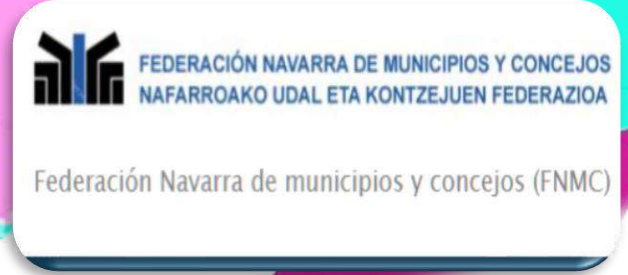 FEDERACIÓN NAVARRA DE MUNICIPIOS Y CONCEJOS
NAFARROAKO UDAL ETA KONTZEJUEN FEDERAZIOA
Federación Navarra de municipios y concejos (FNMC)